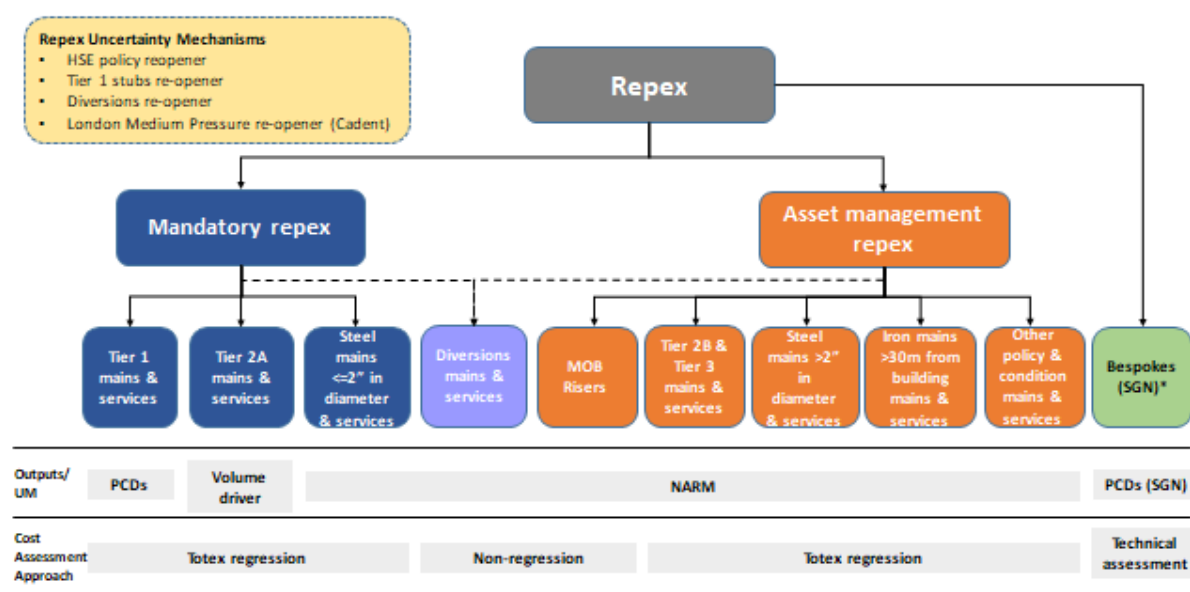 Repex Uncertainty Mechanisms
• HSE policy reopener
• Tier 1 stubs re-opener
• Diversions re-opener
• London Medium Pressure re-opener (Cadent)
Repex
Mandatory repex
Asset management
repex
Tier 1
mains &
services
Tier 2A
mains &
services
Steel
mains
<=2” in
diameter
& services
Diversions
mains &
services
MOB
Risers
Tier 2B &
Tier 3
mains &
services
Steel
mains >2”
in
diameter
& services
Iron mains
>30m from
building
mains &
services
Other
policy &
condition
mains &
services
Bespokes
(SGN)*
Outputs/
UM
PCDs
Volume
driver
NARM
PCDs (SGN)
Cost
Assessment
Approach
Totex regression
Non-regression
Totex regression
Technical
assessment